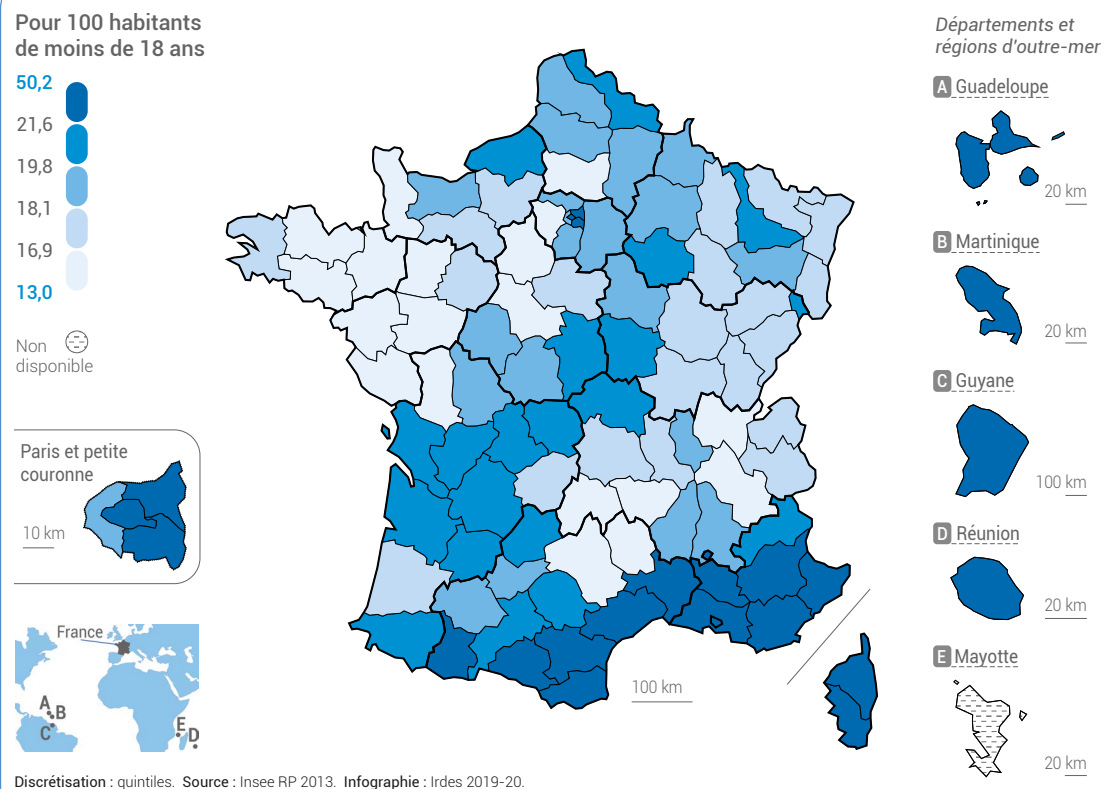 Pour 100 habitants
de moins de 18 ans
50,2
21,6
19,8
18,1
16,9
13,0
Non
disponible
Paris et petite
couronne
10 km
France
A
B
C
E
D
100 km
Départements et
régions d'outre-mer
A Guadeloupe
20 km
B Martinique
20 km
C Guyane
100 km
D Réunion
20 km
E Mayotte
20 km
Discrétisation : quintiles. Source : Insee RP 2013. Infographie : Irdes 2019-20.